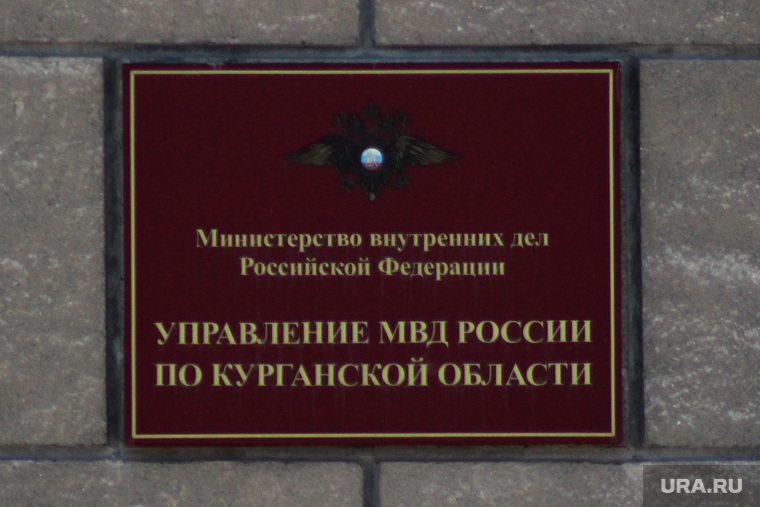 Министерство внутренних дел
Российской Федерации
УПРАВЛЕНИЕ МВД РОССИИ
ПО КУРГАНСКОЙ ОБЛАСТИ
URA.RU